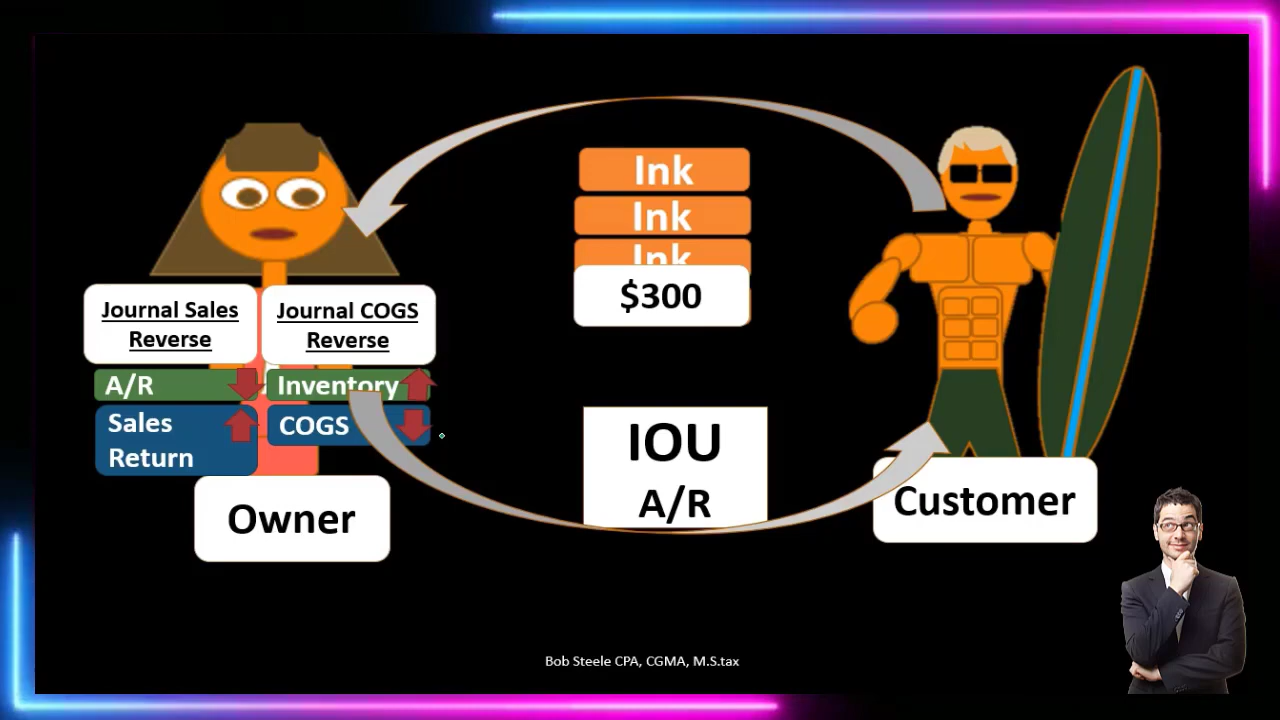 Ink
Ink
Ink
$300
Journal Sales
Reverse
Journal COGS
Reverse
A/R
Inventory
Sales
Return
COGS
IOU
A/R
Owner
Customer
Bob Steele CPA, CGMA, M.S.tax